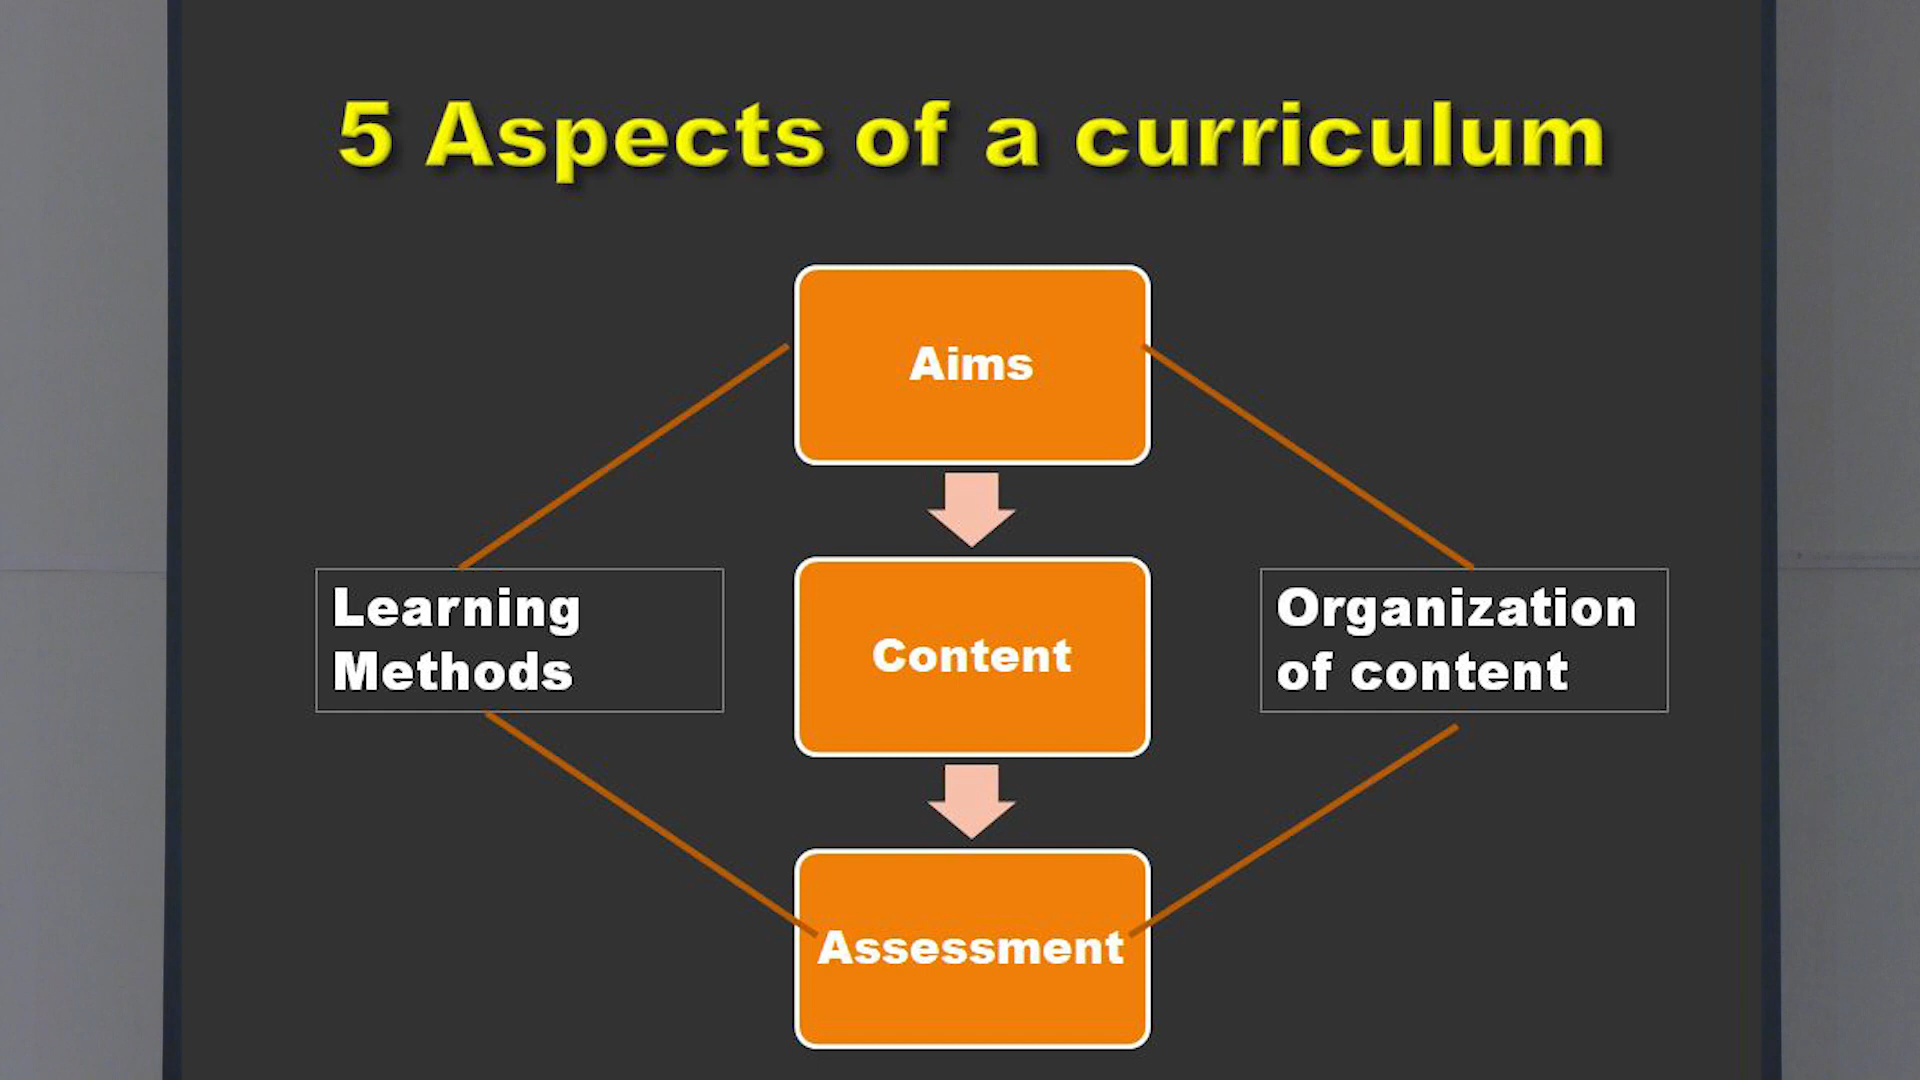 5 Aspects of a curriculum
Aims
Learning
Methods
Content
Organization
of content
Assessment